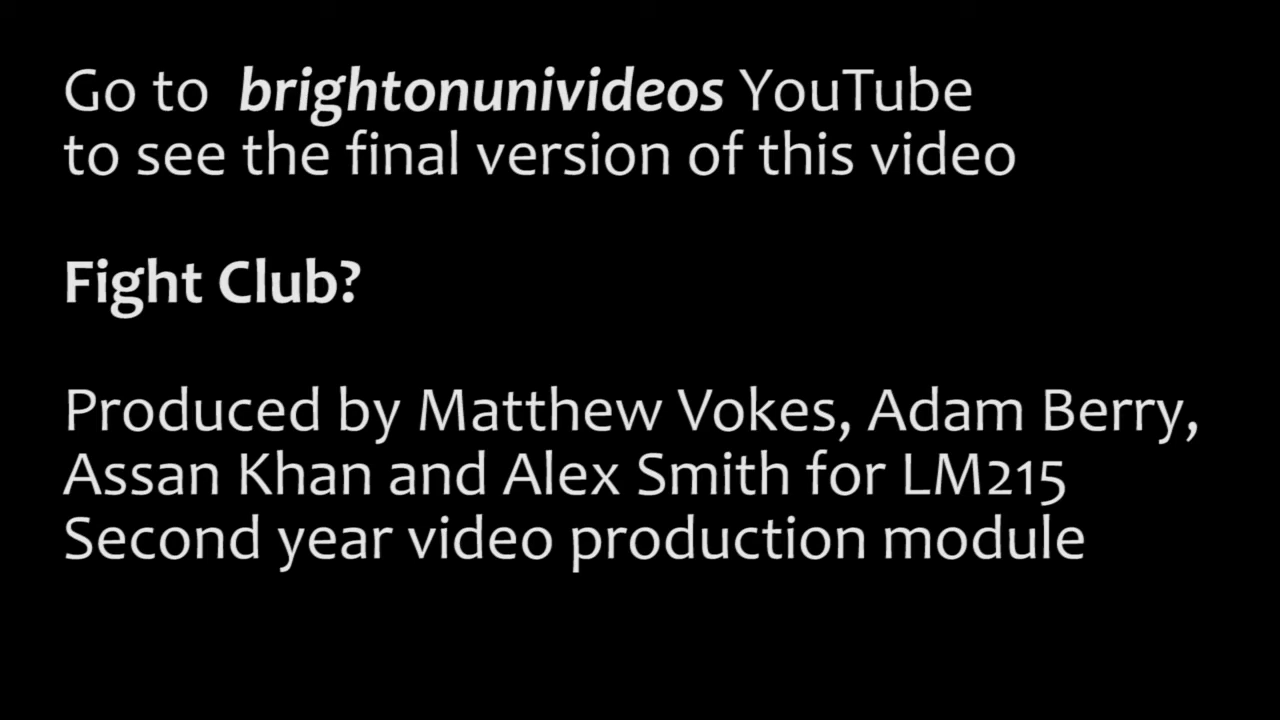 Go to brightonunivideos YouTube
to see the final version of this video
Fight Club?
Produced by Matthew Vokes, Adam Berry,
Assan Khan and Alex Smith for LM215
Second year video production module